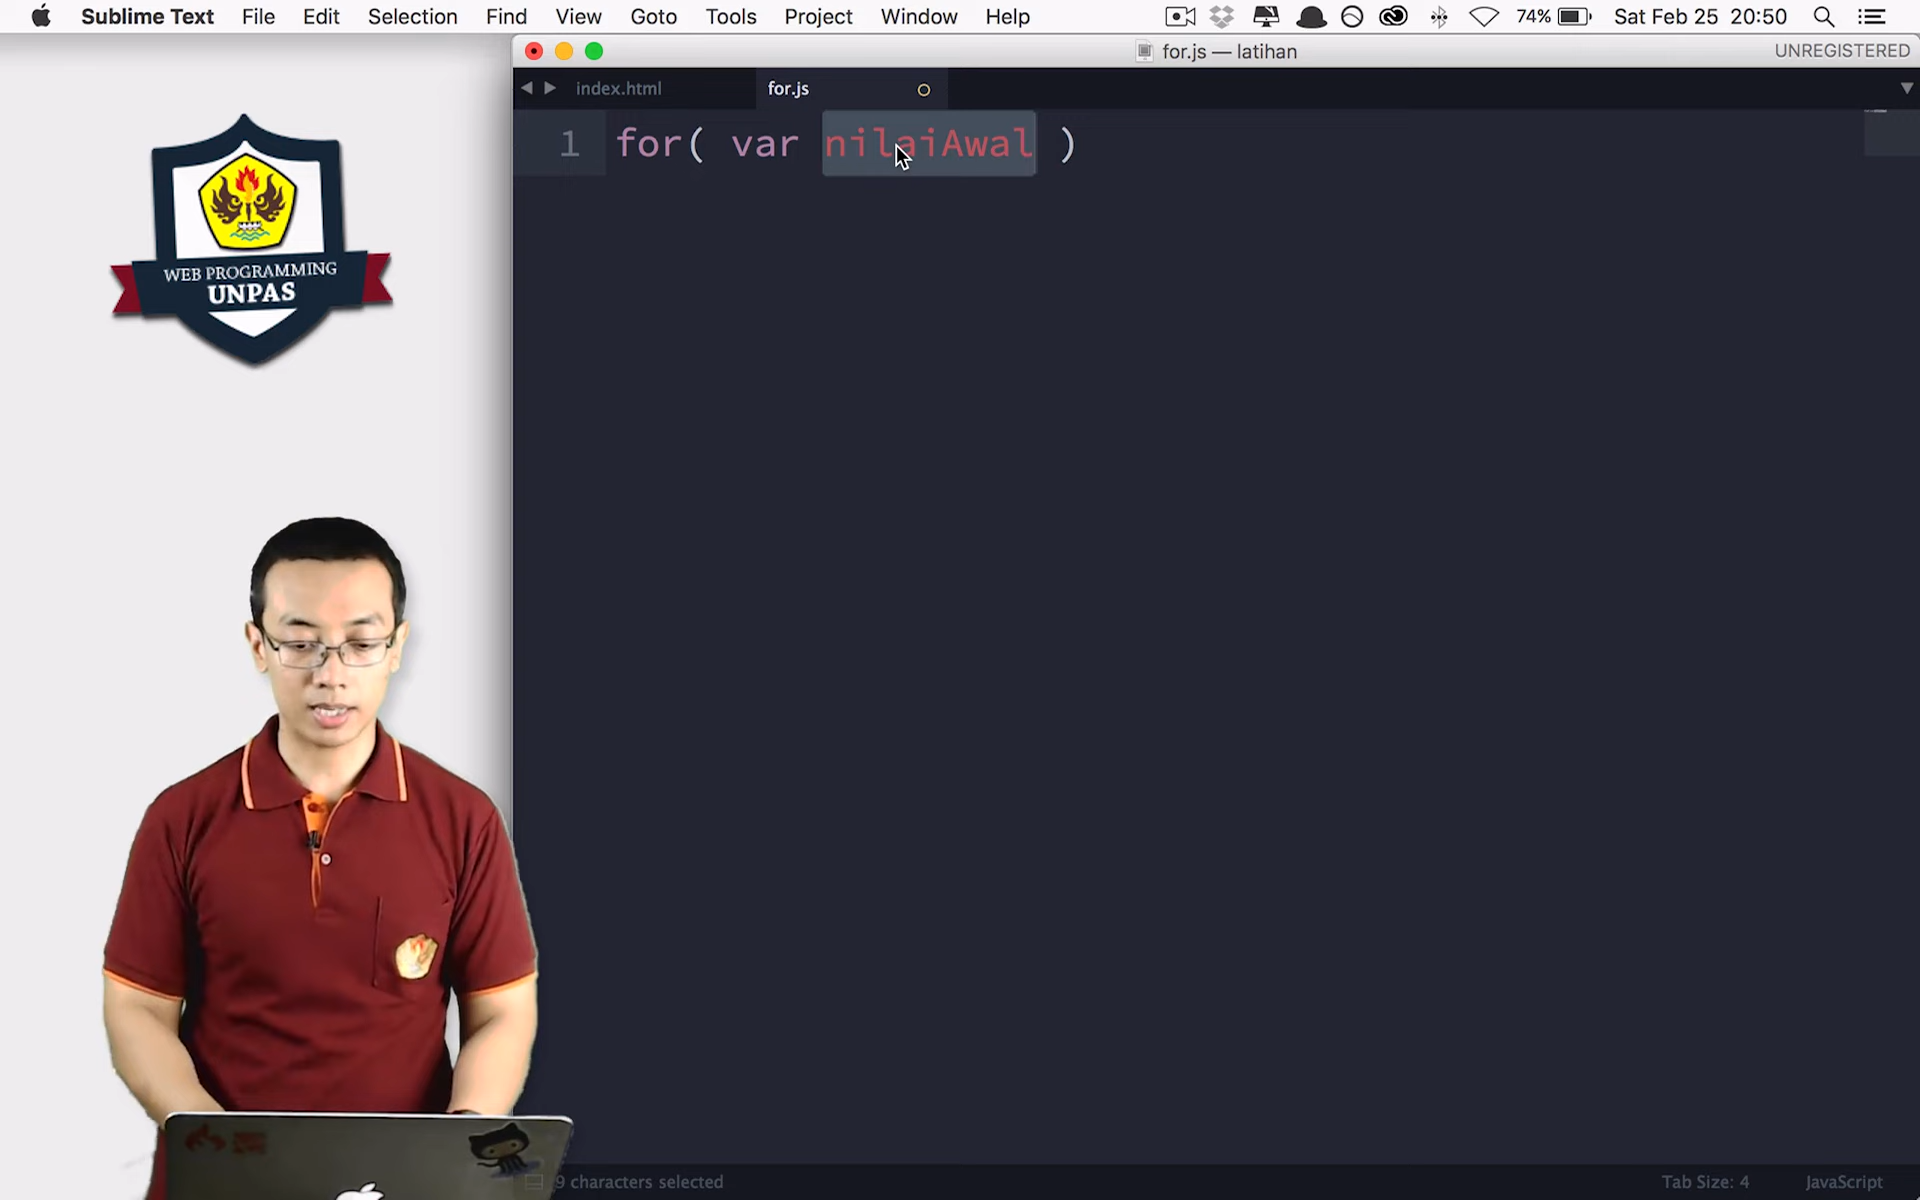 Sublime Text File Edit Selection Find View Goto Tools Project Window Help 74% Sat Feb 25 20:50
for.js — latihan UNREGISTERED
index.html for.js
1 for( var nilaiAwal )
WEB PROGRAMMING
UNPAS
9 characters selected Tab Size: 4 JavaScript